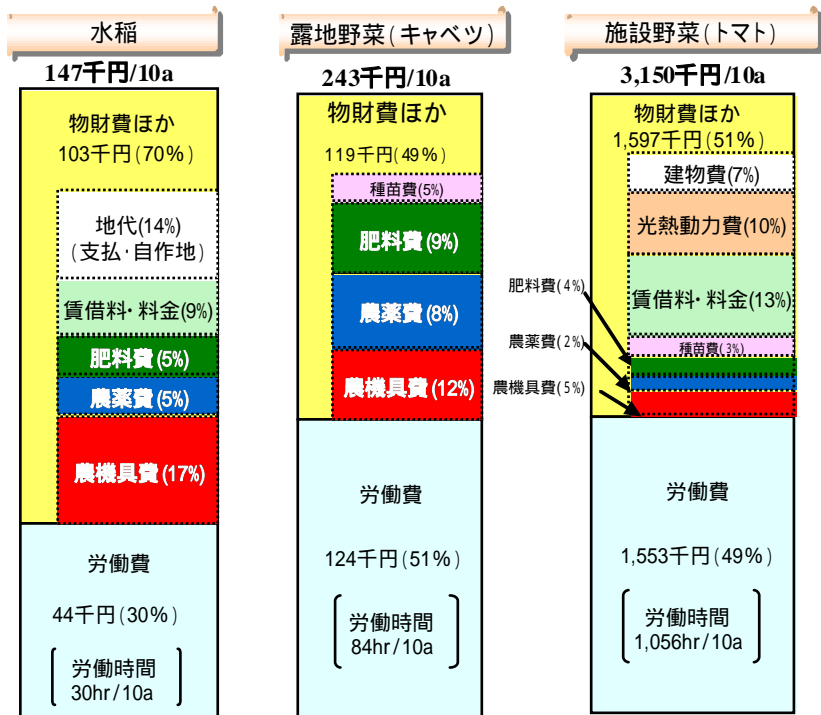 水稲
147千円/10a
物財費ほか
103千円(70%)
地代(14%)
(支払・自作地)
賃借料・料金(9%)
肥料費(5%)
農薬費(5%)
農機具費(17%)
労働費
44千円(30%)
労働時間
30hr/10a
露地野菜(キャベツ)
243千円/10a
物財費ほか
119千円(49%)
種苗費(5%)
肥料費(9%)
農薬費(8%)
農機具費(12%)
労働費
124千円(51%)
労働時間
84hr/10a
施設野菜(トマト)
3,150千円/10a
物財費ほか
1,597千円(51%)
建物費(7%)
光熱動力費(10%)
賃借料・料金(13%)
種苗費(3%)
肥料費(4%)
農薬費(2%)
農機具費(5%)
労働費
1,553千円(49%)
労働時間
1,056hr/10a